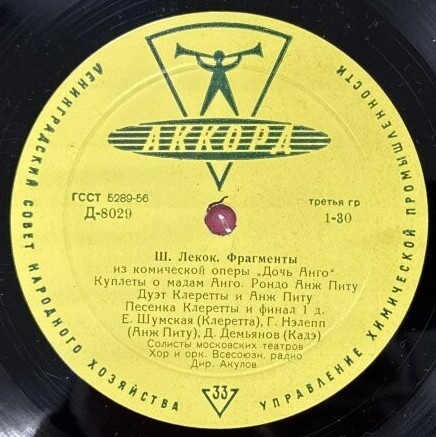 ЛЕНИНГРАДСКИЙ СОВЕТ НАРОДНОГО ХОЗЯЙСТВА
УПРАВЛЕНИЕ ХИМИЧЕСКОЙ ПРОМЫШЛЕННОСТИ
АККОРД
ГССТ 5289-56
Д-8029
третья гр
1-30
Ш. Лекок. Фрагменты
из комической оперы „Дочь Анго"
Куплеты о мадам Анго. Рондо Анж Питу
Дуэт Клеретты и Анж Питу
Песенка Клеретты и финал 1 д.
Е. Шумская (Клеретта), Г. Нэлепп
(Анж Питу), Д. Демьянов (Кадэ)
Солисты московских театров
Хор и орк. Всесоюзн. радио
Дир. Акулов
33